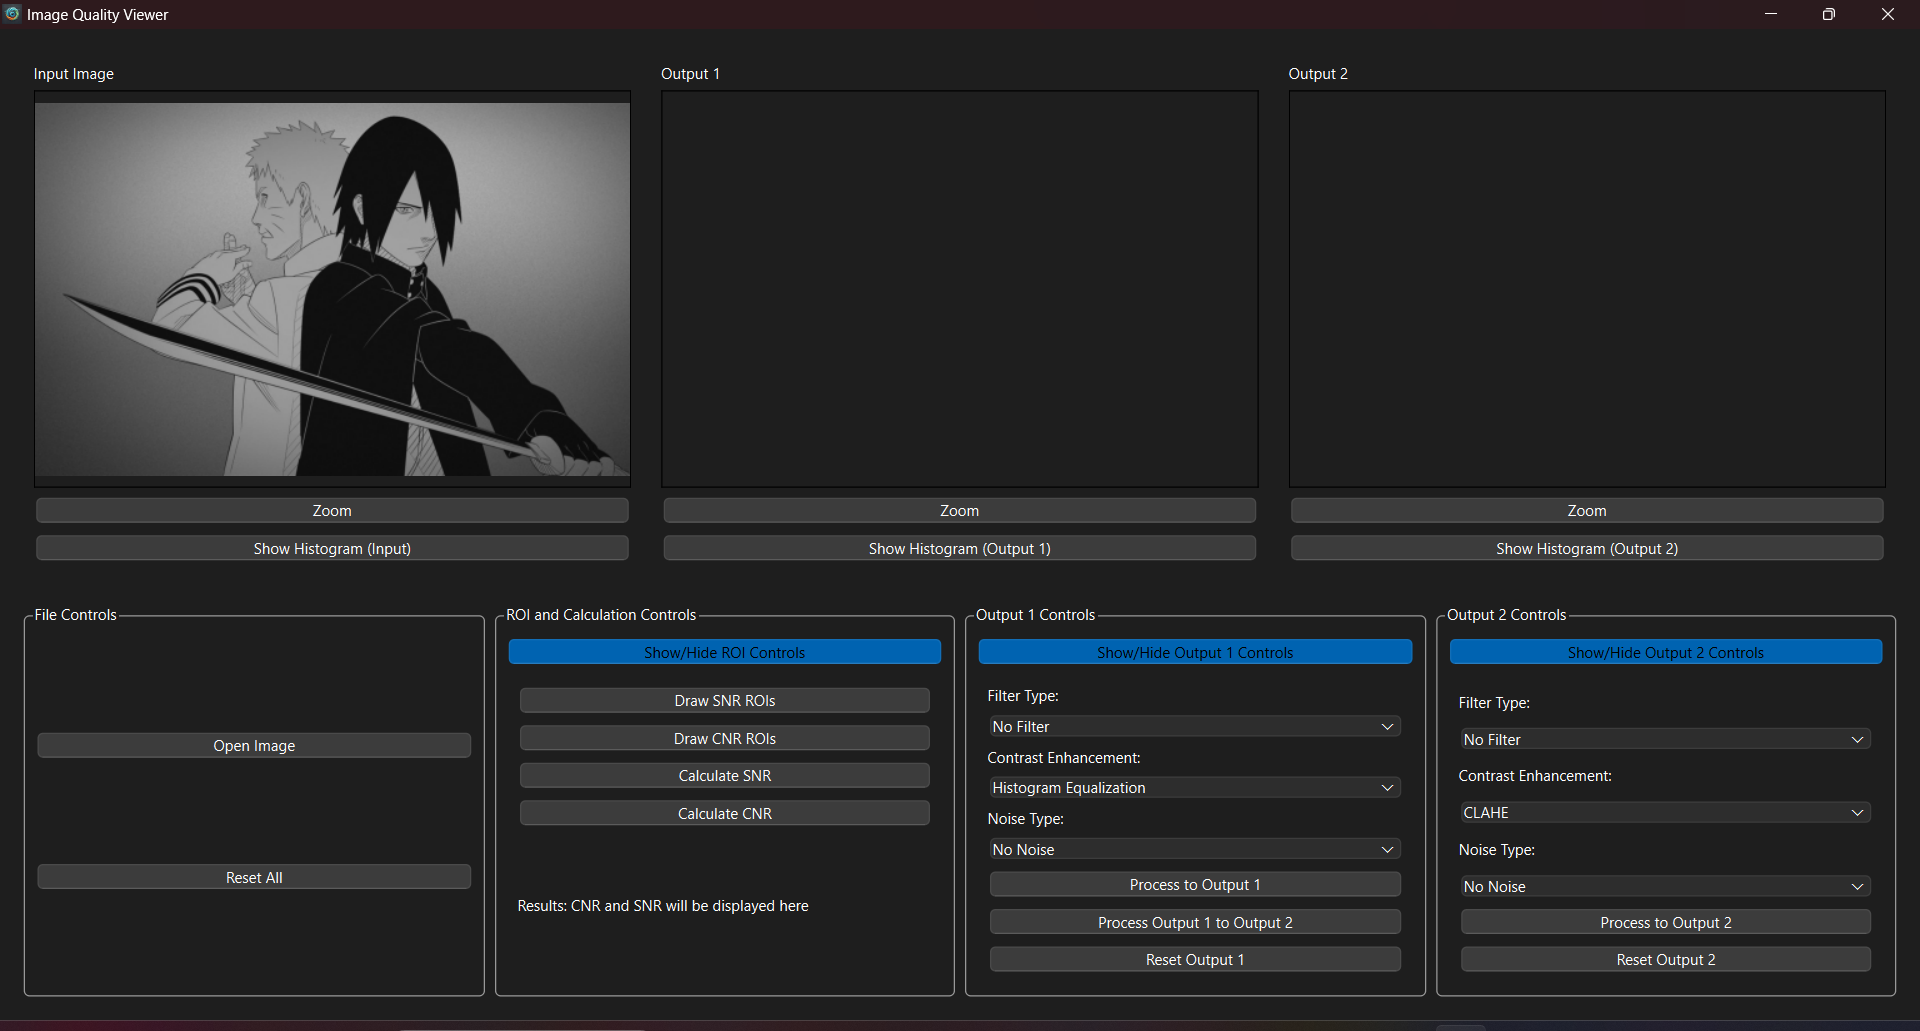 Image Quality Viewer
Input Image
Output 1
Output 2
Zoom
Zoom
Zoom
Show Histogram (Input)
Show Histogram (Output 1)
Show Histogram (Output 2)
File Controls
Open Image
Reset All
ROI and Calculation Controls
Show/Hide ROI Controls
Draw SNR ROIs
Draw CNR ROIs
Calculate SNR
Calculate CNR
Results: CNR and SNR will be displayed here
Output 1 Controls
Show/Hide Output 1 Controls
Filter Type:
No Filter
Contrast Enhancement:
Histogram Equalization
Noise Type:
No Noise
Process to Output 1
Process Output 1 to Output 2
Reset Output 1
Output 2 Controls
Show/Hide Output 2 Controls
Filter Type:
No Filter
Contrast Enhancement:
CLAHE
Noise Type:
No Noise
Process to Output 2
Reset Output 2